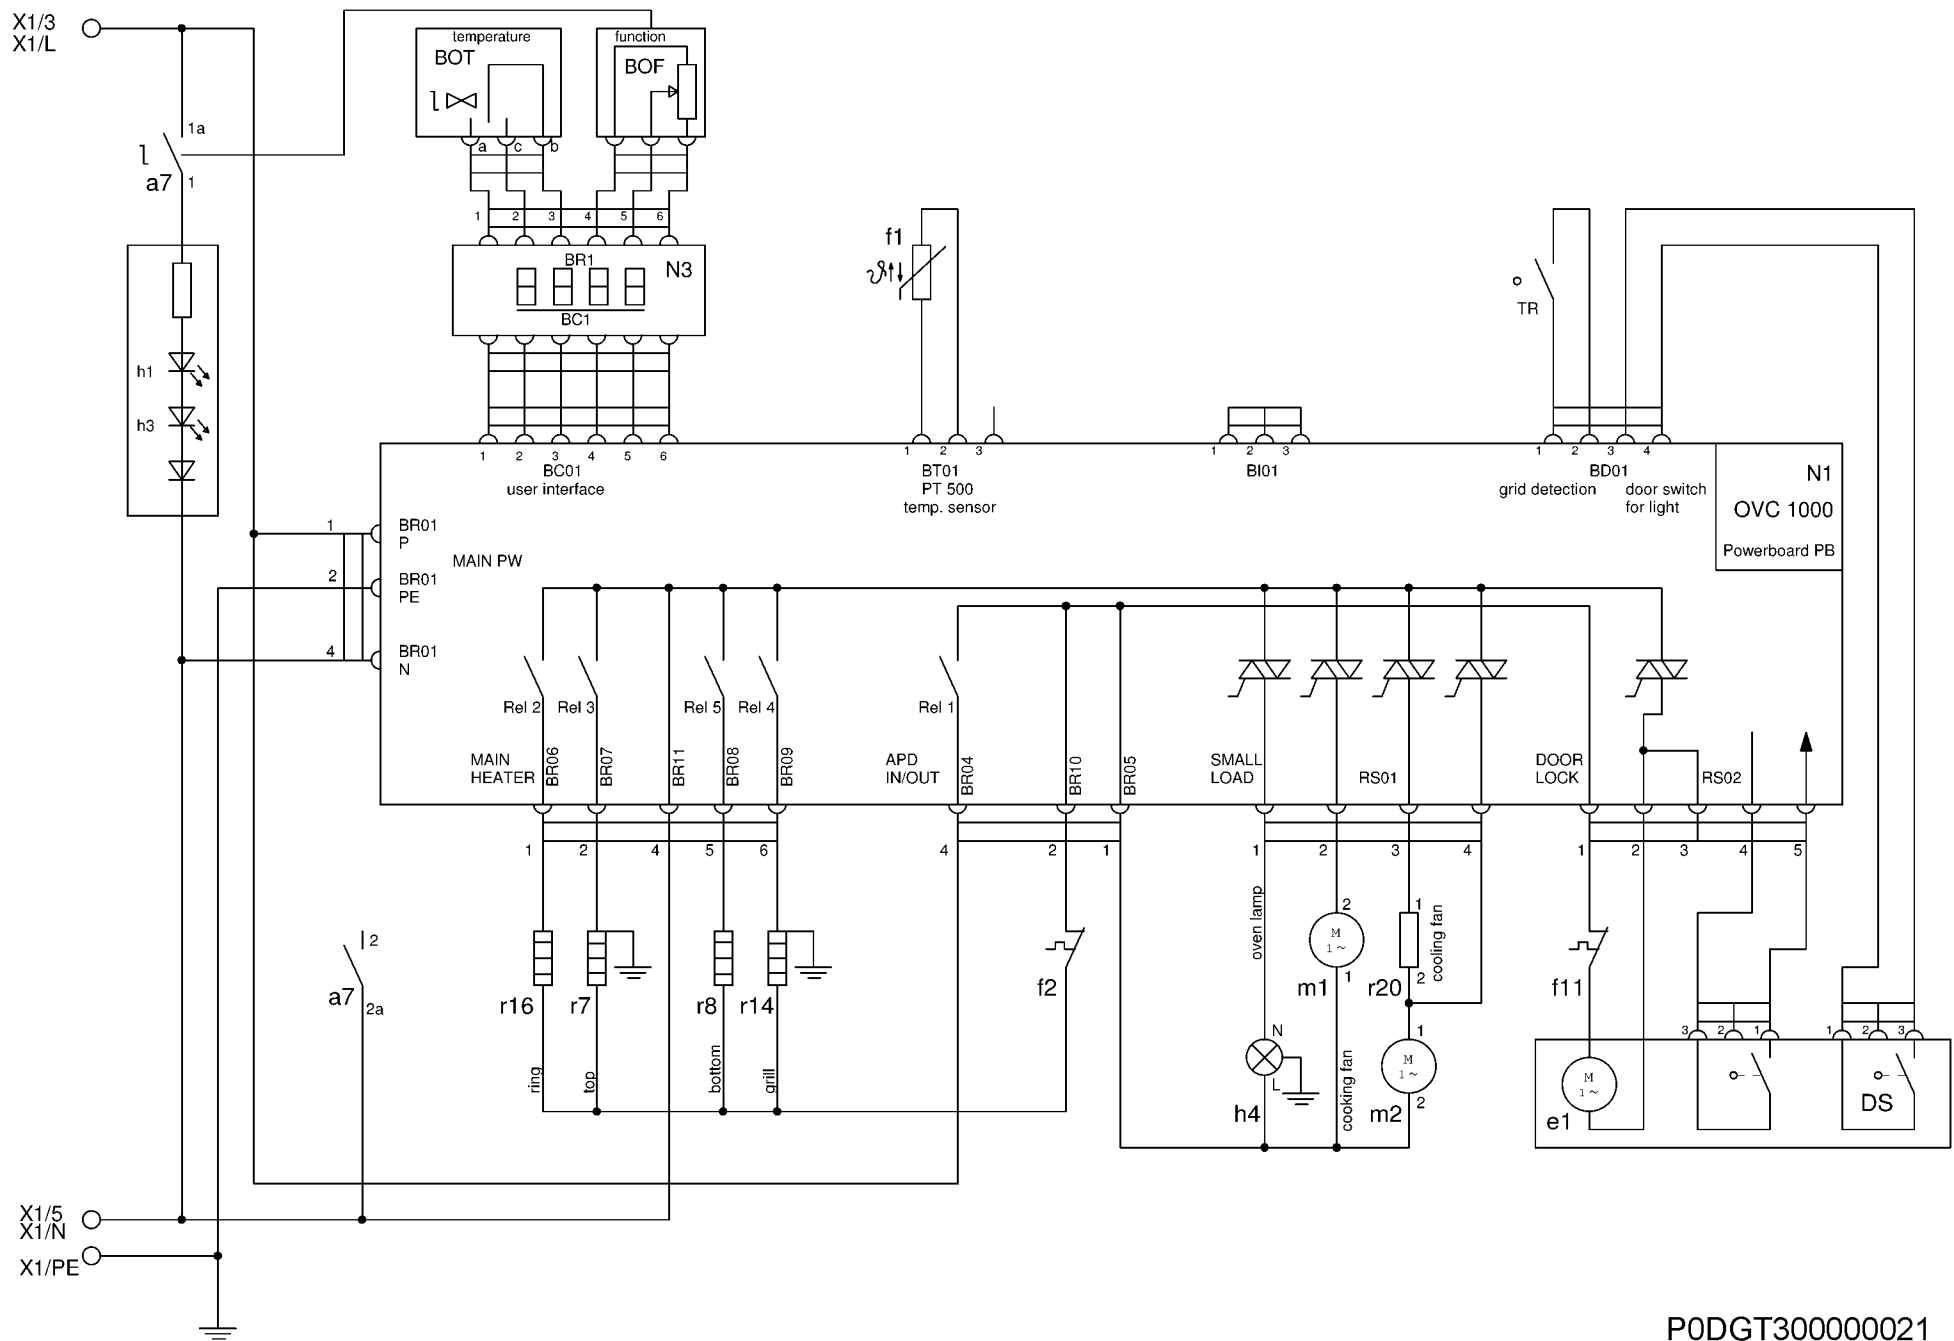 X1/3
X1/L
temperature
BOT
l
a
c
b
function
BOF
1a
l
a7
1
1
2
3
4
5
6
BR1
N3
BC1
h1
h3
f1
ϑ
TR
1
2
3
4
5
6
BC01
user interface
1
2
3
BT01
PT 500
temp. sensor
1
2
3
BI01
1
2
3
4
BD01
grid detection
door switch
for light
N1
OVC 1000
Powerboard PB
1
BR01
P
2
BR01
PE
4
BR01
N
MAIN PW
Rel 2
Rel 3
Rel 5
Rel 4
Rel 1
MAIN
HEATER
BR06
BR07
BR11
BR08
BR09
APD
IN/OUT
BR04
BR10
BR05
SMALL
LOAD
RS01
DOOR
LOCK
RS02
1
2
4
5
6
4
2
1
1
2
3
4
1
2
3
4
5
2
a7
2a
r16
r7
r8
r14
ring
top
bottom
grill
f2
oven lamp
N
L
h4
2
M
1~
1
m1
cooking fan
1
2
r20
cooling fan
1
M
1~
2
m2
f11
M
1~
e1
3
2
1
1
2
3
DS
X1/5
X1/N
X1/PE
P0DGT300000021